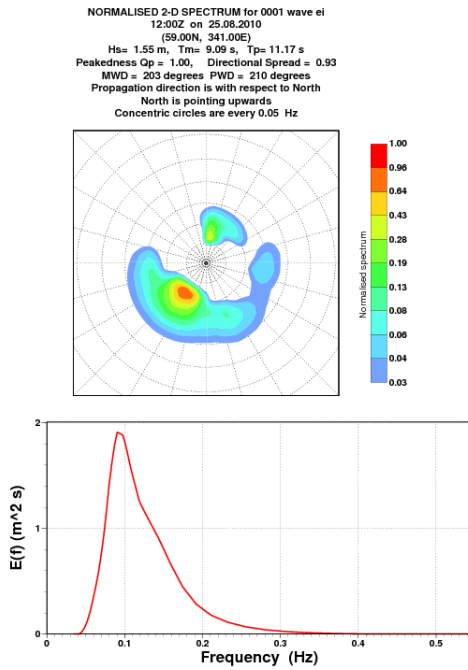 NORMALISED 2-D SPECTRUM for 0001 wave ei
12:00Z on 25.08.2010
(59.00N, 341.00E)
Hs= 1.55 m, Tm= 9.09 s, Tp= 11.17 s
Peakedness Qp = 1.00, Directional Spread = 0.93
MWD = 203 degrees PWD = 210 degrees
Propagation direction is with respect to North
North is pointing upwards
Concentric circles are every 0.05 Hz
1.00
0.96
0.64
0.43
0.28
0.19
0.13
0.08
0.06
0.04
0.03
Normalised spectrum
2
1
0
E(f) (m^2 s)
0 0.1 0.2 0.3 0.4 0.5
Frequency (Hz)